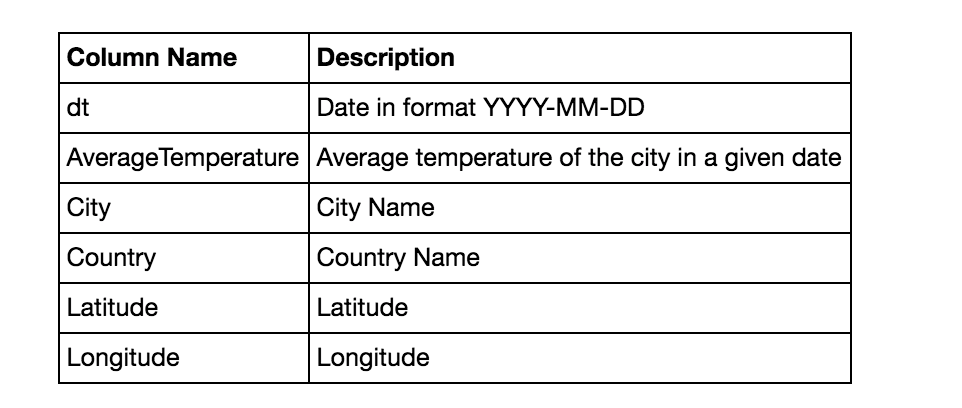 Column Name Description
dt Date in format YYYY-MM-DD
AverageTemperature Average temperature of the city in a given date
City City Name
Country Country Name
Latitude Latitude
Longitude Longitude